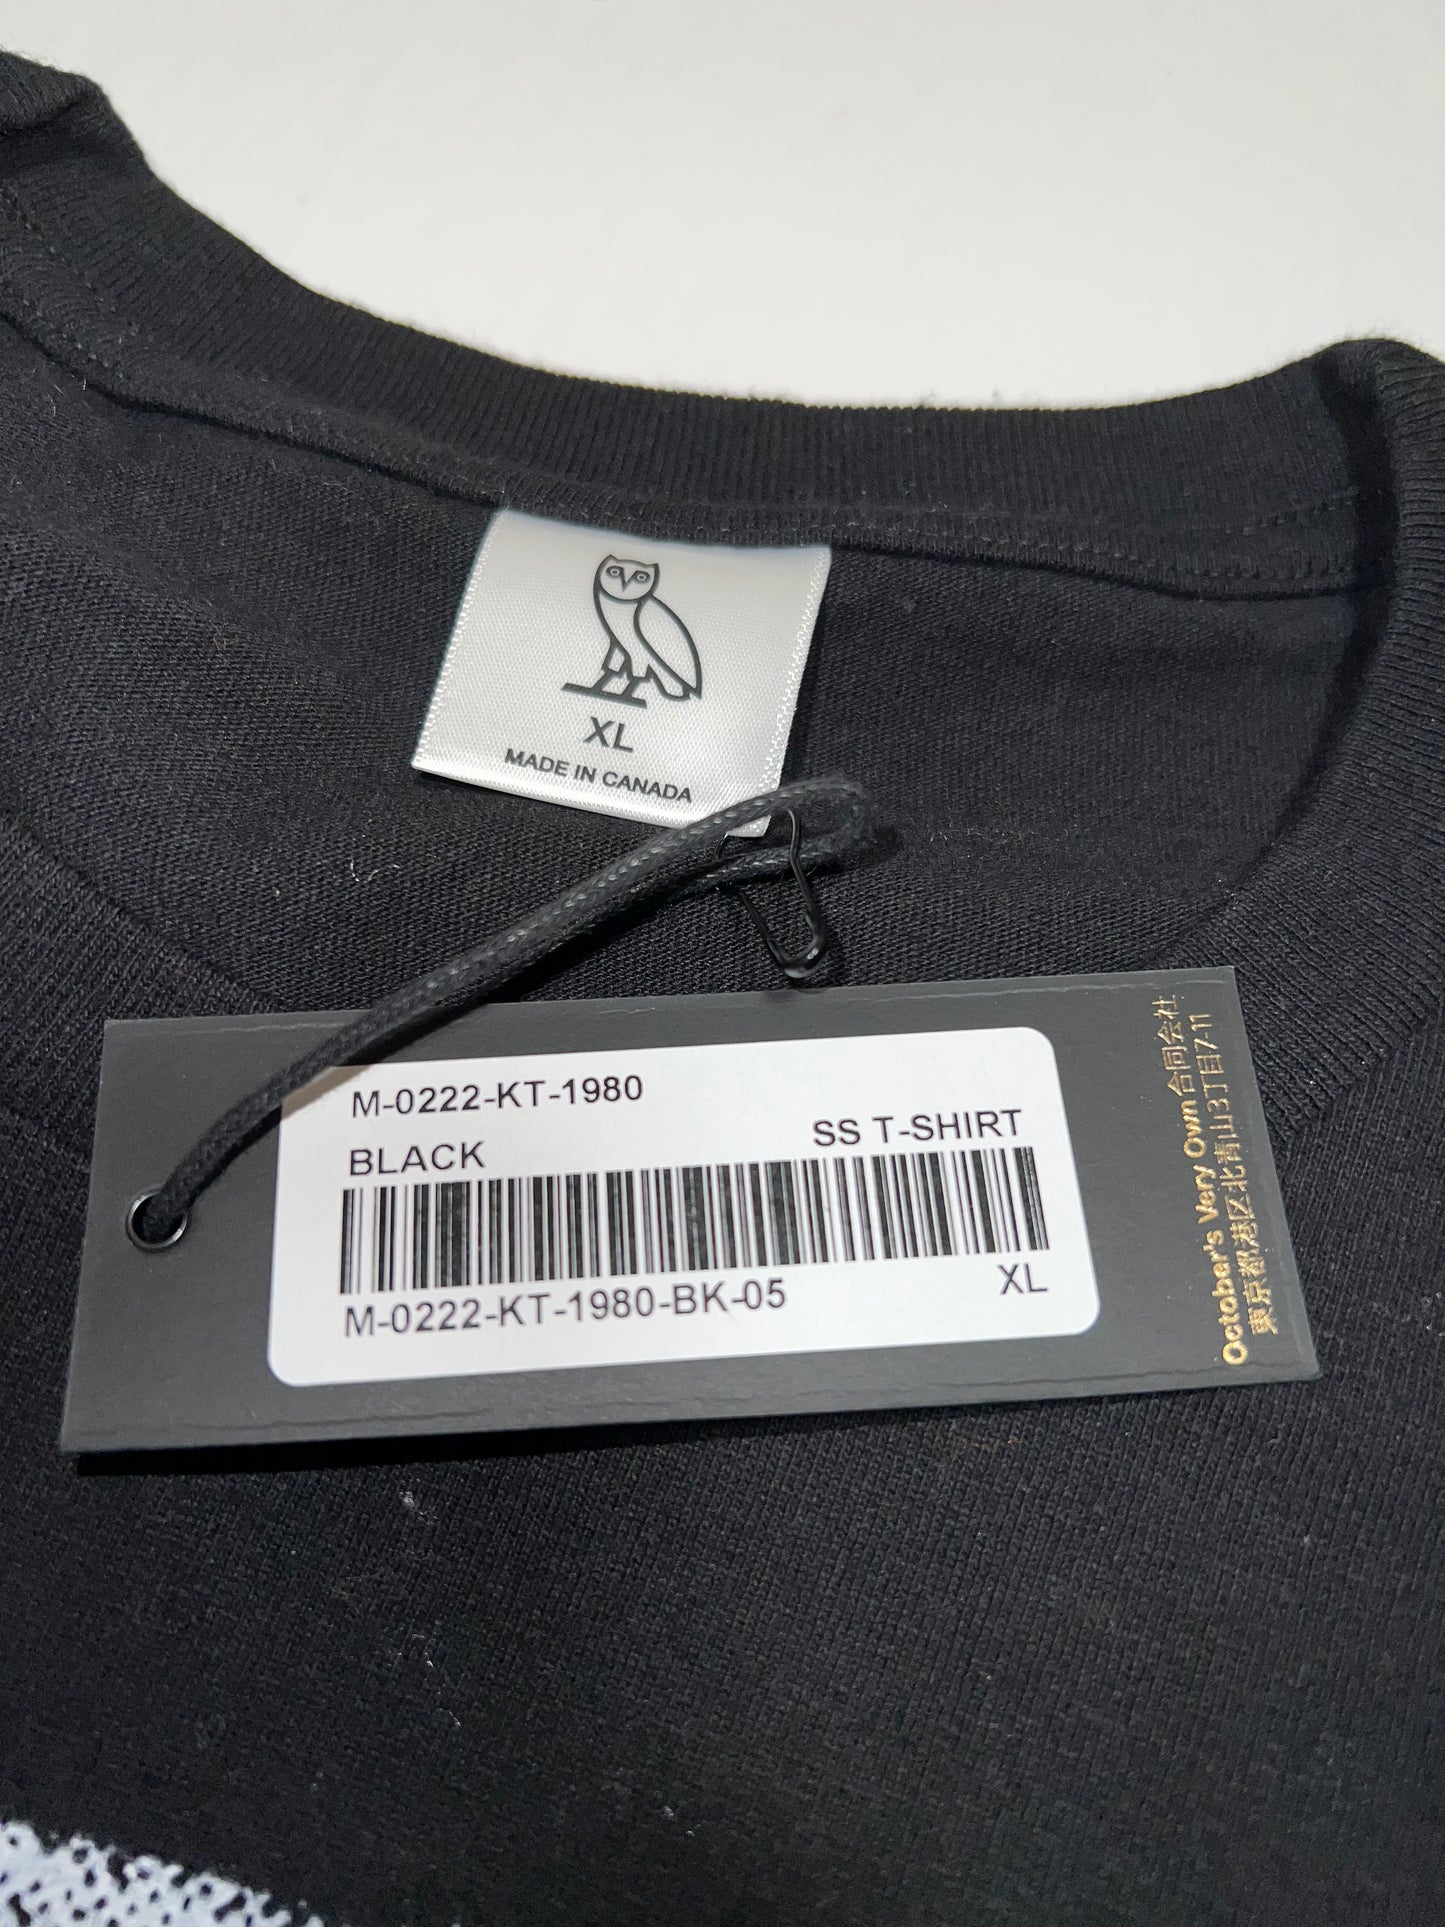 XL
MADE IN CANADA
M-0222-KT-1980
BLACK
SS T-SHIRT
M-0222-KT-1980-BK-05
XL
October's Very Own 合同会社
東京都港区北青山3丁目7-11